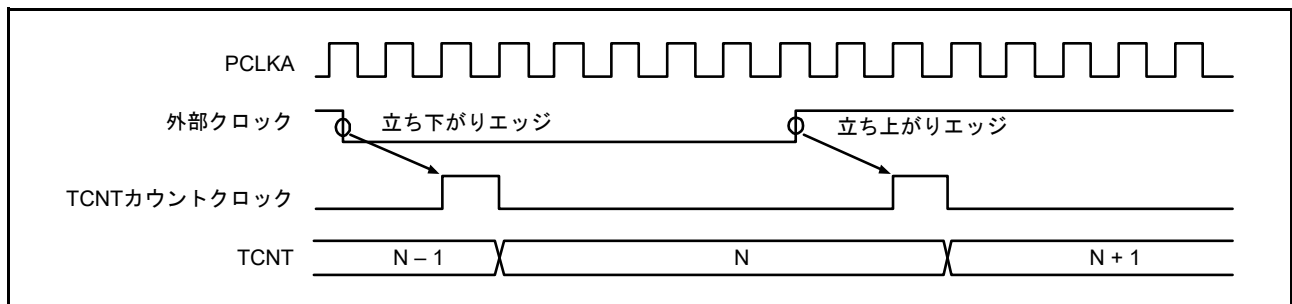 PCLKA
外部クロック
立ち下がりエッジ
立ち上がりエッジ
TCNTカウントクロック
TCNT
N – 1
N
N + 1